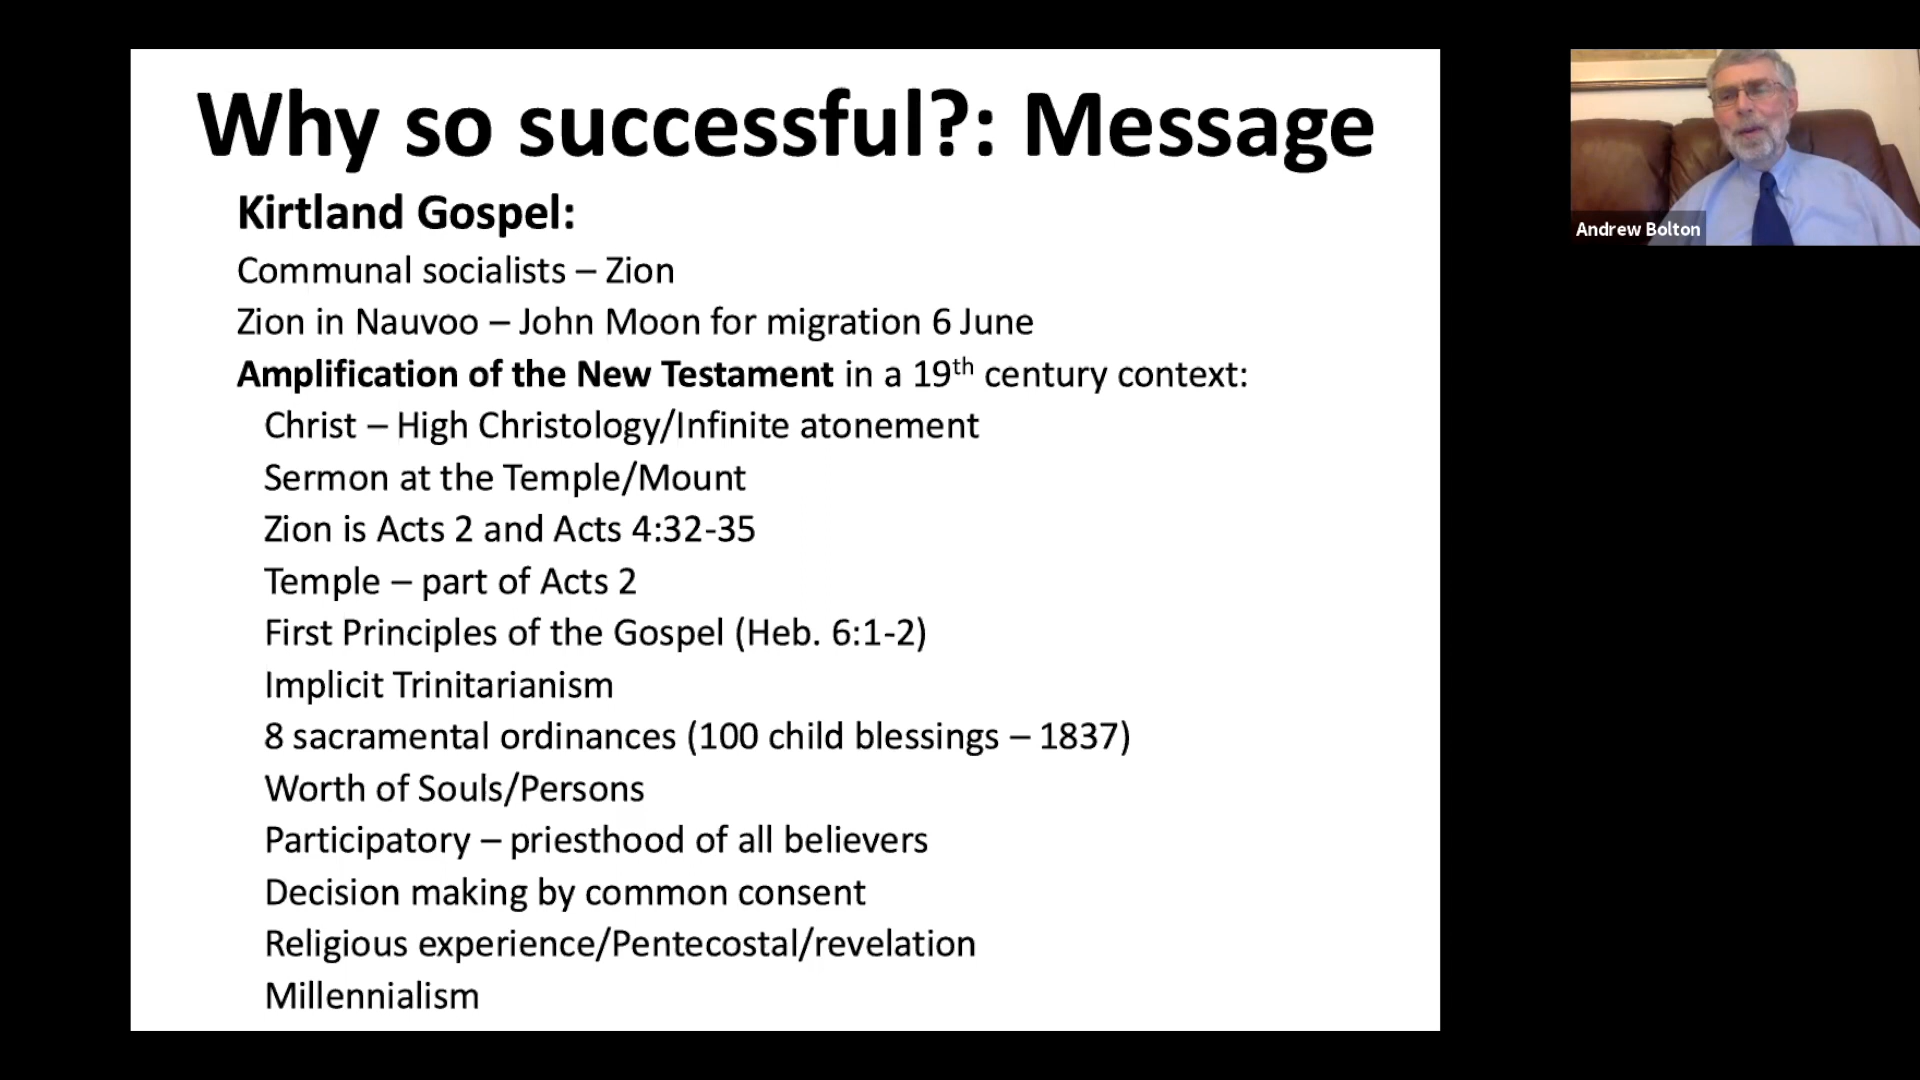 Why so successful?: Message
Kirtland Gospel:
Communal socialists – Zion
Zion in Nauvoo – John Moon for migration 6 June
Amplification of the New Testament in a 19th century context:
Christ – High Christology/Infinite atonement
Sermon at the Temple/Mount
Zion is Acts 2 and Acts 4:32-35
Temple – part of Acts 2
First Principles of the Gospel (Heb. 6:1-2)
Implicit Trinitarianism
8 sacramental ordinances (100 child blessings – 1837)
Worth of Souls/Persons
Participatory – priesthood of all believers
Decision making by common consent
Religious experience/Pentecostal/revelation
Millennialism
Andrew Bolton